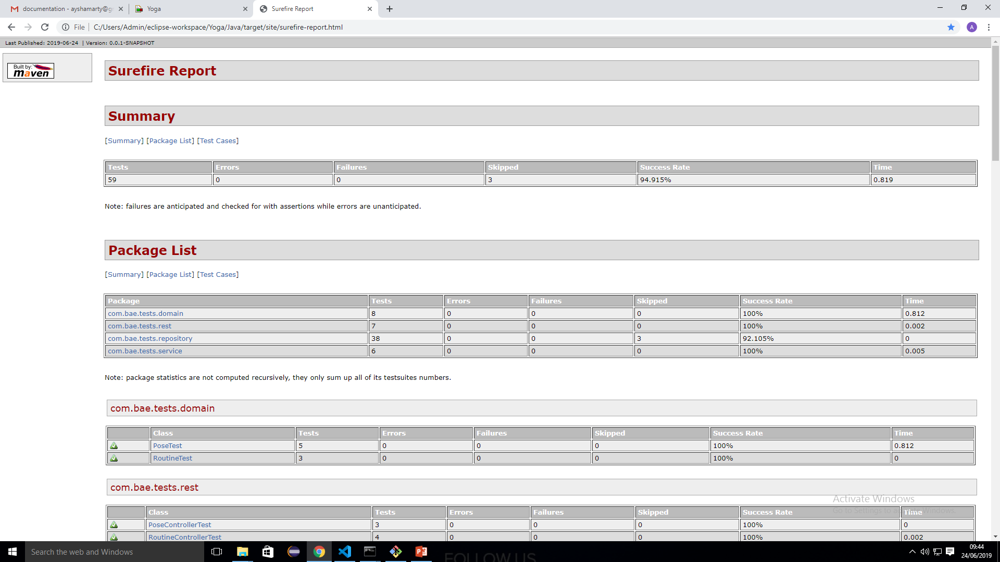 documentation - ayshamarty@gr
Yoga
Surefire Report
File
C:/Users/Admin/eclipse-workspace/Yoga/Java/target/site/surefire-report.html
A
Last Published: 2019-06-24 | Version: 0.0.1-SNAPSHOT
Built by:
maven
Surefire Report
Summary
[Summary] [Package List] [Test Cases]
Tests Errors Failures Skipped Success Rate Time
59 0 0 3 94.915% 0.819
Note: failures are anticipated and checked for with assertions while errors are unanticipated.
Package List
[Summary] [Package List] [Test Cases]
Package Tests Errors Failures Skipped Success Rate Time
com.bae.tests.domain 8 0 0 0 100% 0.812
com.bae.tests.rest 7 0 0 0 100% 0.002
com.bae.tests.repository 38 0 0 3 92.105% 0
com.bae.tests.service 6 0 0 0 100% 0.005
Note: package statistics are not computed recursively, they only sum up all of its testsuites numbers.
com.bae.tests.domain
Class Tests Errors Failures Skipped Success Rate Time
PoseTest 5 0 0 0 100% 0.812
RoutineTest 3 0 0 0 100% 0
com.bae.tests.rest
Class Tests Errors Failures Skipped Success Rate Time
PoseControllerTest 3 0 0 0 100% 0
RoutineControllerTest 4 0 0 0 100% 0.002
Activate Windows
Go to Settings to activate Windows.
Search the web and Windows
FOLLOW US
09:44
24/06/2019